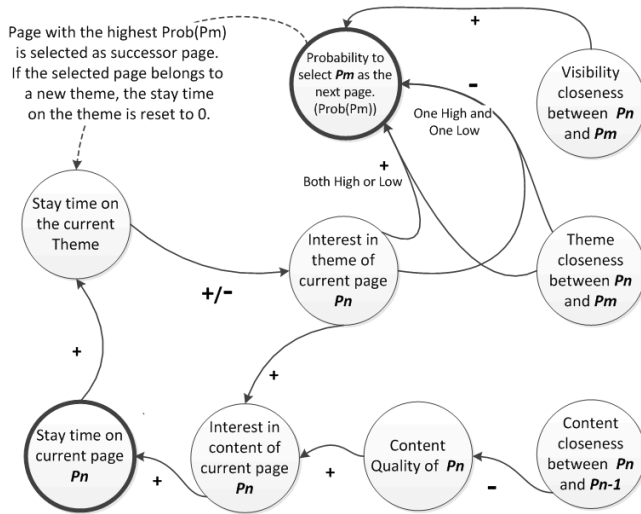 Page with the highest Prob(Pm)
is selected as successor page.
If the selected page belongs to
a new theme, the stay time
on the theme is reset to 0.
Probability to
select Pm as the
next page.
(Prob(Pm))
+
Visibility
closeness
between Pn
and Pm
-
One High and
One Low
+
Both High or Low
Stay time on
the current
Theme
+/-
Interest in
theme of
current page
Pn
Theme
closeness
between Pn
and Pm
+
+
Stay time on
current page
Pn
+
Interest in
content of
current page
Pn
+
Content
Quality of Pn
-
Content
closeness
between Pn
and Pn-1